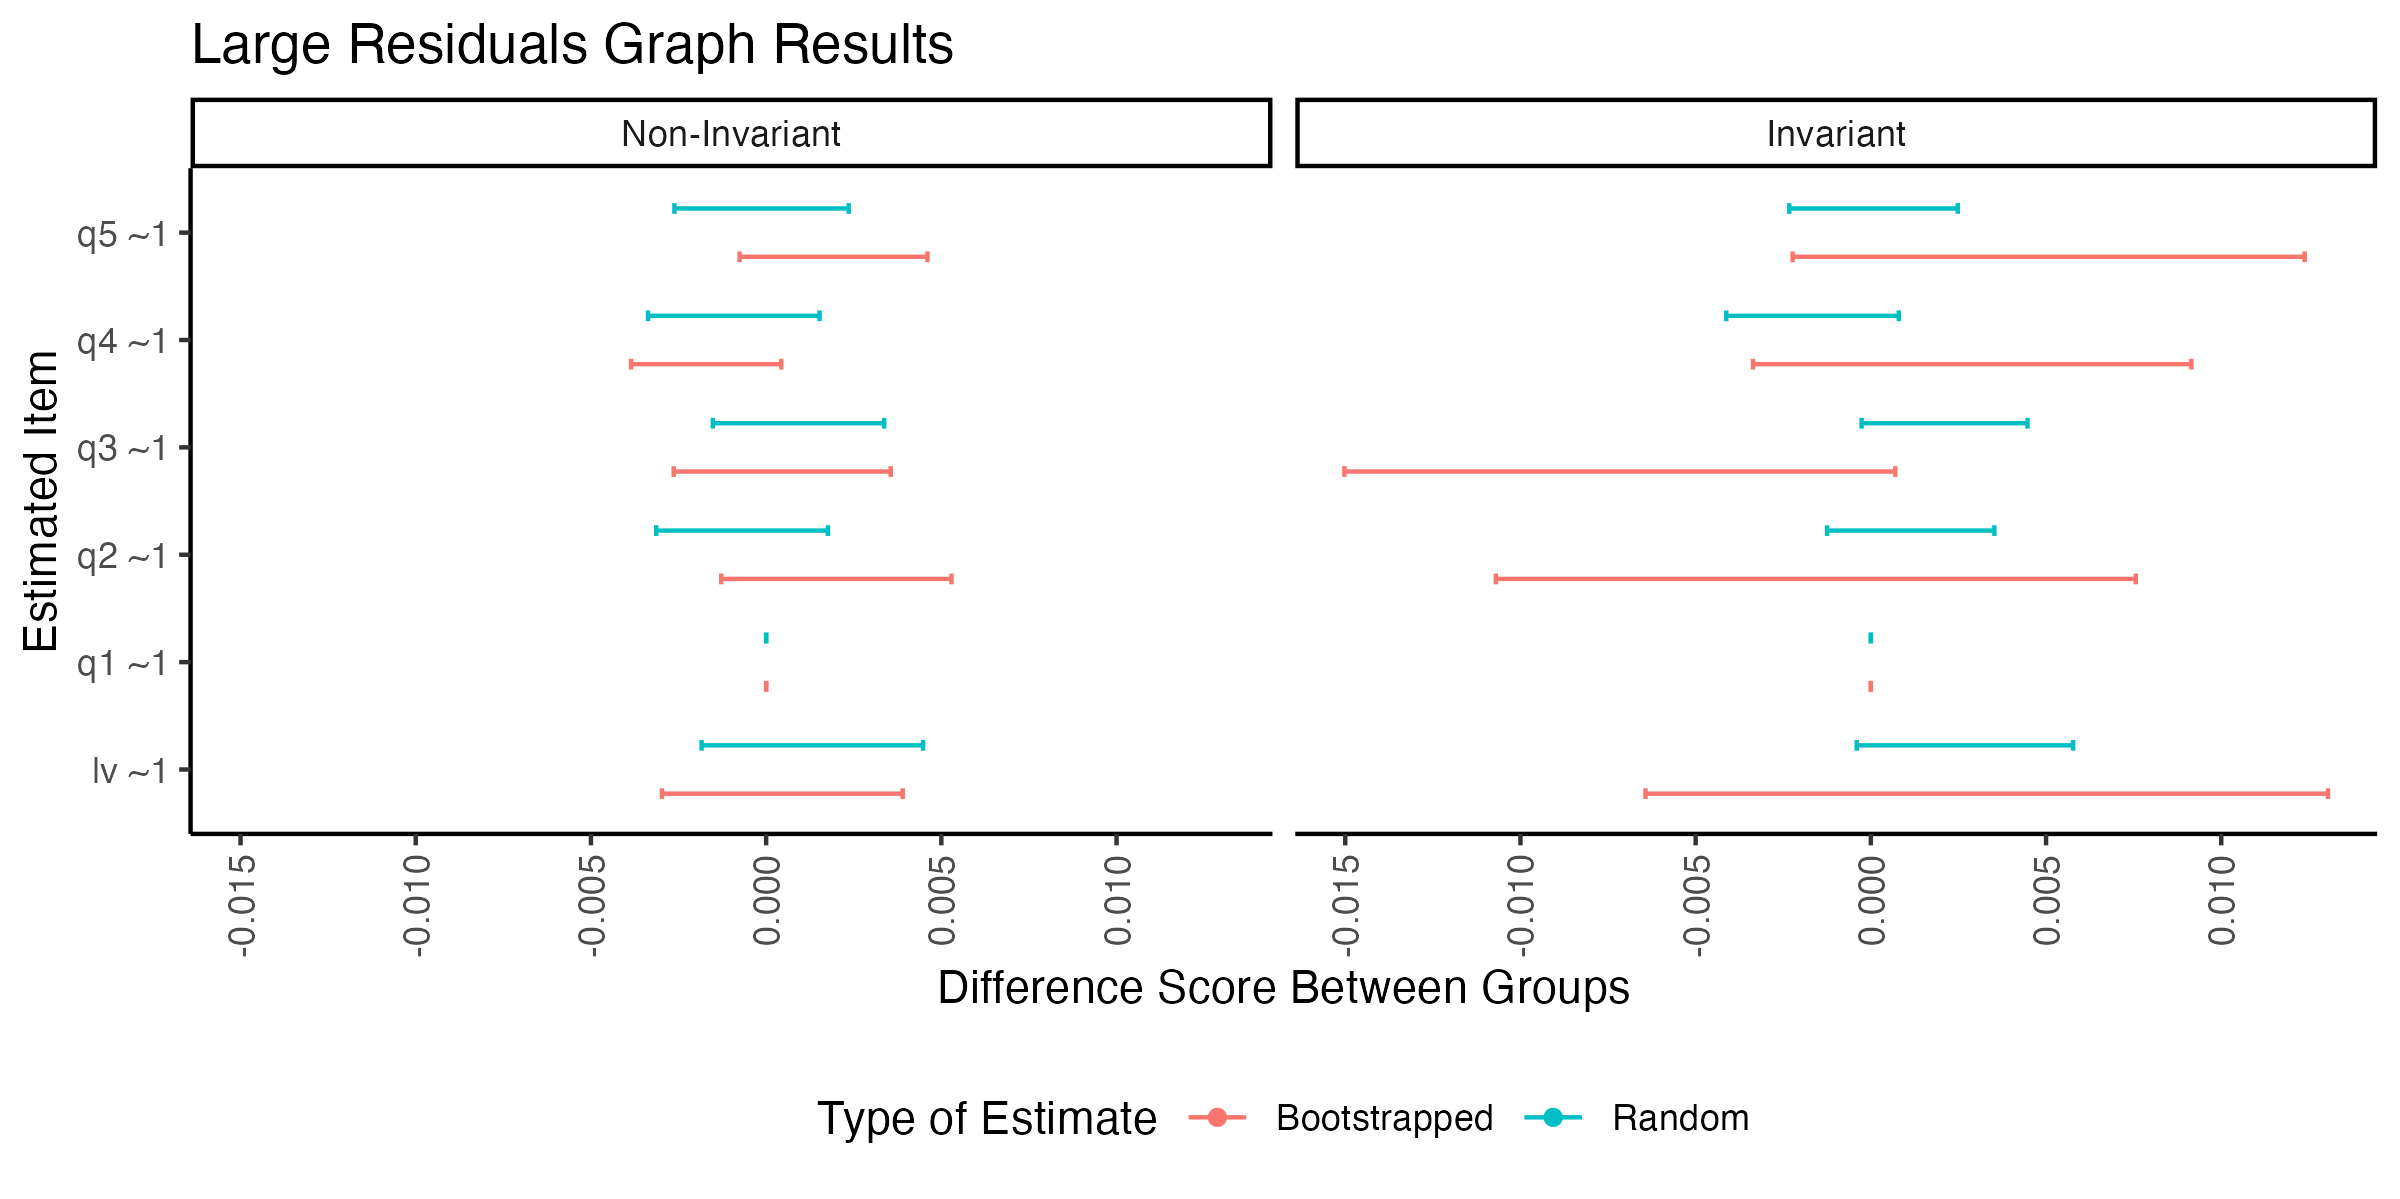 Large Residuals Graph Results
Non-Invariant
Invariant
Estimated Item
q5 ~1
q4 ~1
q3 ~1
q2 ~1
q1 ~1
lv ~1
-0.015 -0.010 -0.005 0.000 0.005 0.010
-0.015 -0.010 -0.005 0.000 0.005 0.010
Difference Score Between Groups
Type of Estimate Bootstrapped Random